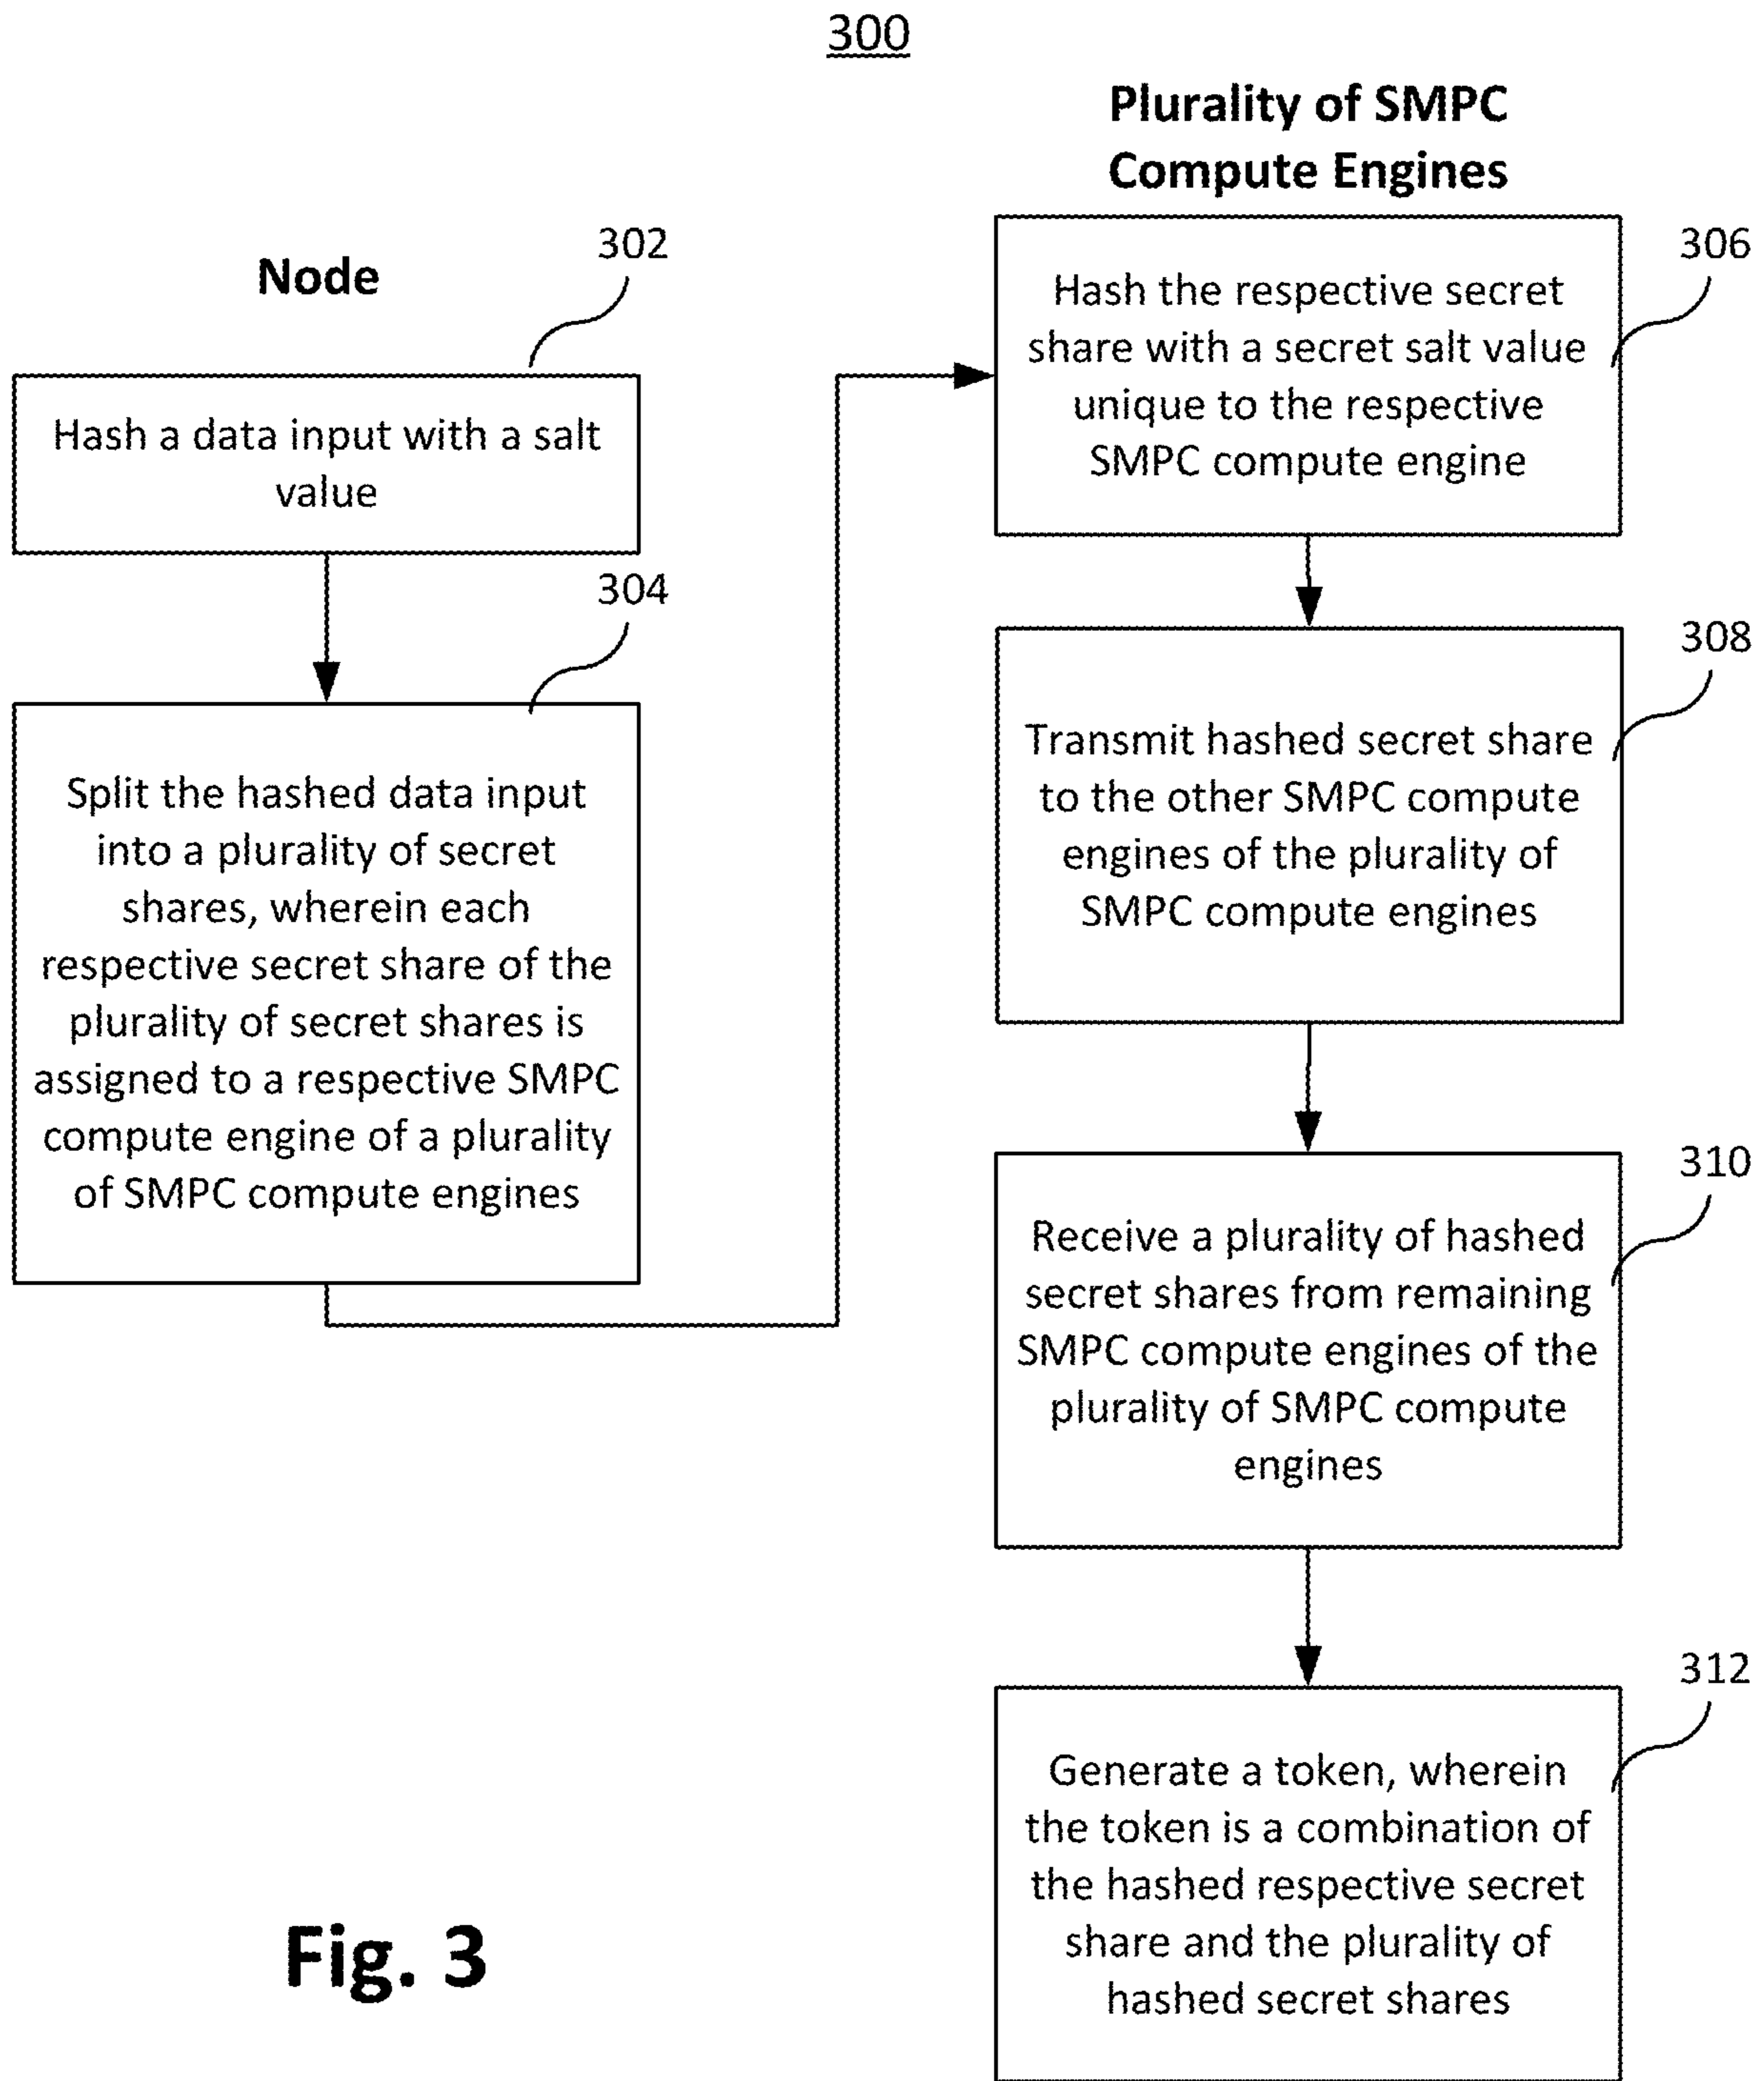 300
Node
302
Hash a data input with a salt
value
304
Split the hashed data input
into a plurality of secret
shares, wherein each
respective secret share of the
plurality of secret shares is
assigned to a respective SMPC
compute engine of a plurality
of SMPC compute engines
Plurality of SMPC
Compute Engines
306
Hash the respective secret
share with a secret salt value
unique to the respective
SMPC compute engine
308
Transmit hashed secret share
to the other SMPC compute
engines of the plurality of
SMPC compute engines
310
Receive a plurality of hashed
secret shares from remaining
SMPC compute engines of the
plurality of SMPC compute
engines
312
Generate a token, wherein
the token is a combination of
the hashed respective secret
share and the plurality of
hashed secret shares
Fig. 3